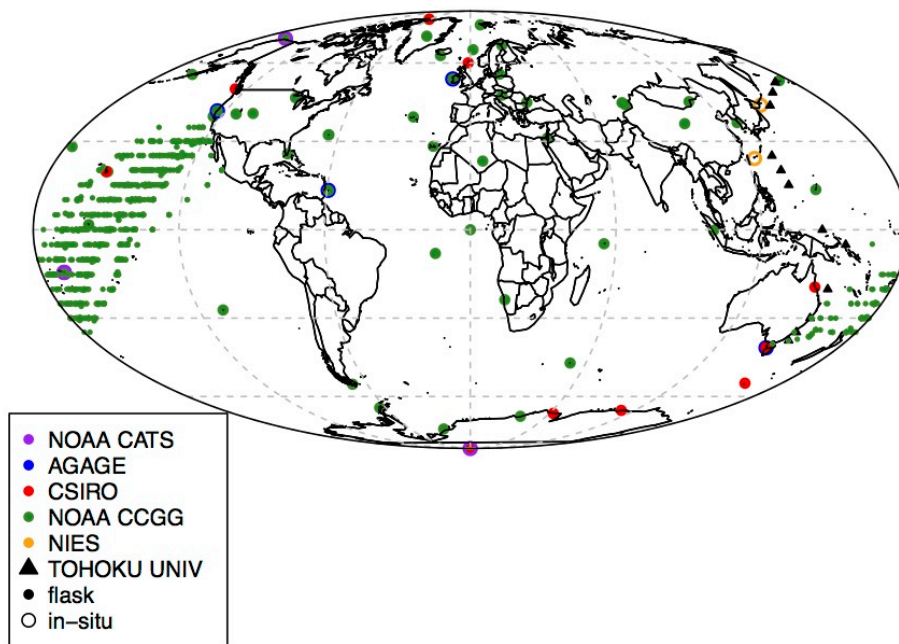 NOAA CATS
AGAGE
CSIRO
NOAA CCGG
NIES
TOHOKU UNIV
flask
in−situ